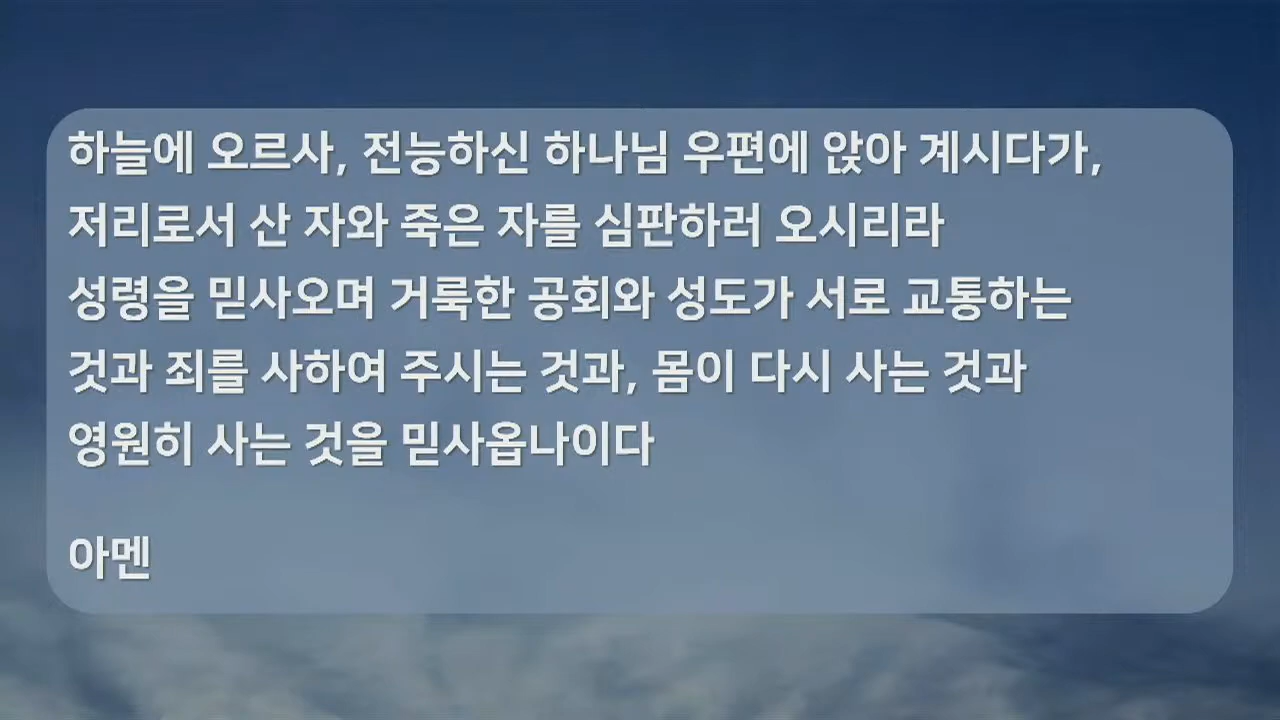 하늘에 오르사, 전능하신 하나님 우편에 앉아 계시다가,
저리로서 산 자와 죽은 자를 심판하러 오시리라
성령을 믿사오며 거룩한 공회와 성도가 서로 교통하는
것과 죄를 사하여 주시는 것과, 몸이 다시 사는 것과
영원히 사는 것을 믿사옵나이다
아멘